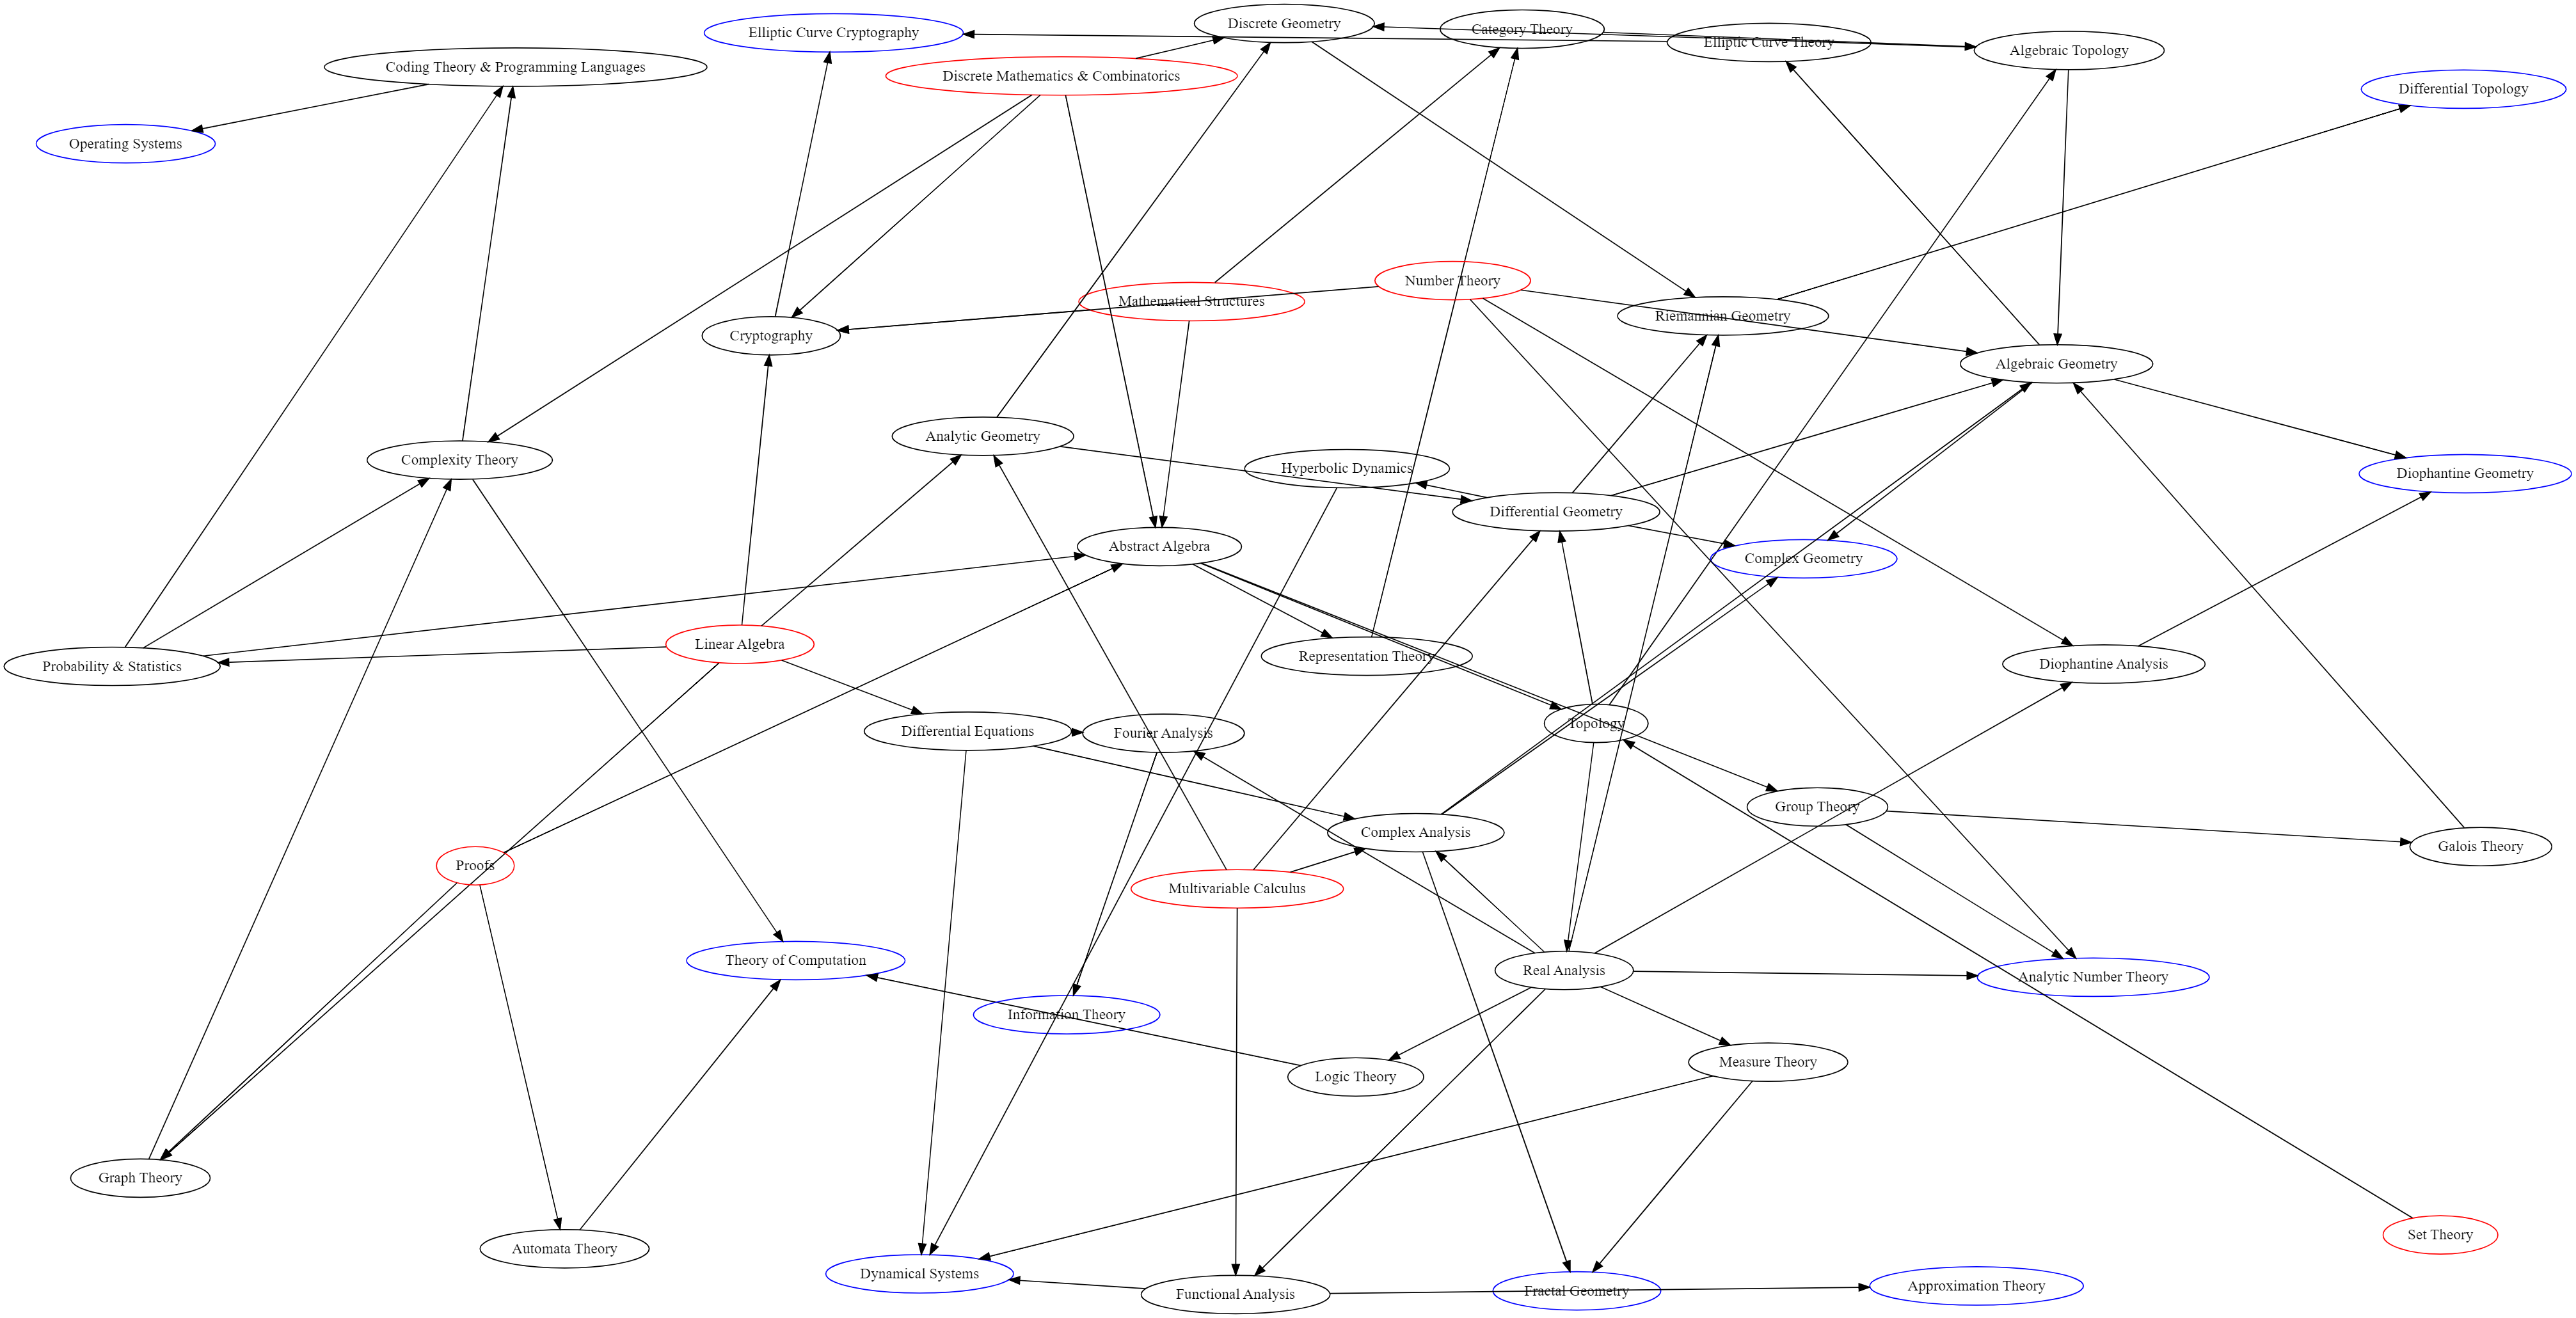 Discrete Geometry
Category Theory
Elliptic Curve Cryptography
Elliptic Curve Theory
Algebraic Topology
Coding Theory & Programming Languages
Discrete Mathematics & Combinatorics
Differential Topology
Operating Systems
Number Theory
Mathematical Structures
Riemannian Geometry
Cryptography
Algebraic Geometry
Analytic Geometry
Complexity Theory
Hyperbolic Dynamics
Diophantine Geometry
Differential Geometry
Abstract Algebra
Complex Geometry
Linear Algebra
Representation Theory
Probability & Statistics
Diophantine Analysis
Topology
Differential Equations
Fourier Analysis
Group Theory
Complex Analysis
Galois Theory
Proofs
Multivariable Calculus
Theory of Computation
Real Analysis
Analytic Number Theory
Information Theory
Measure Theory
Logic Theory
Graph Theory
Set Theory
Automata Theory
Dynamical Systems
Approximation Theory
Fractal Geometry
Functional Analysis